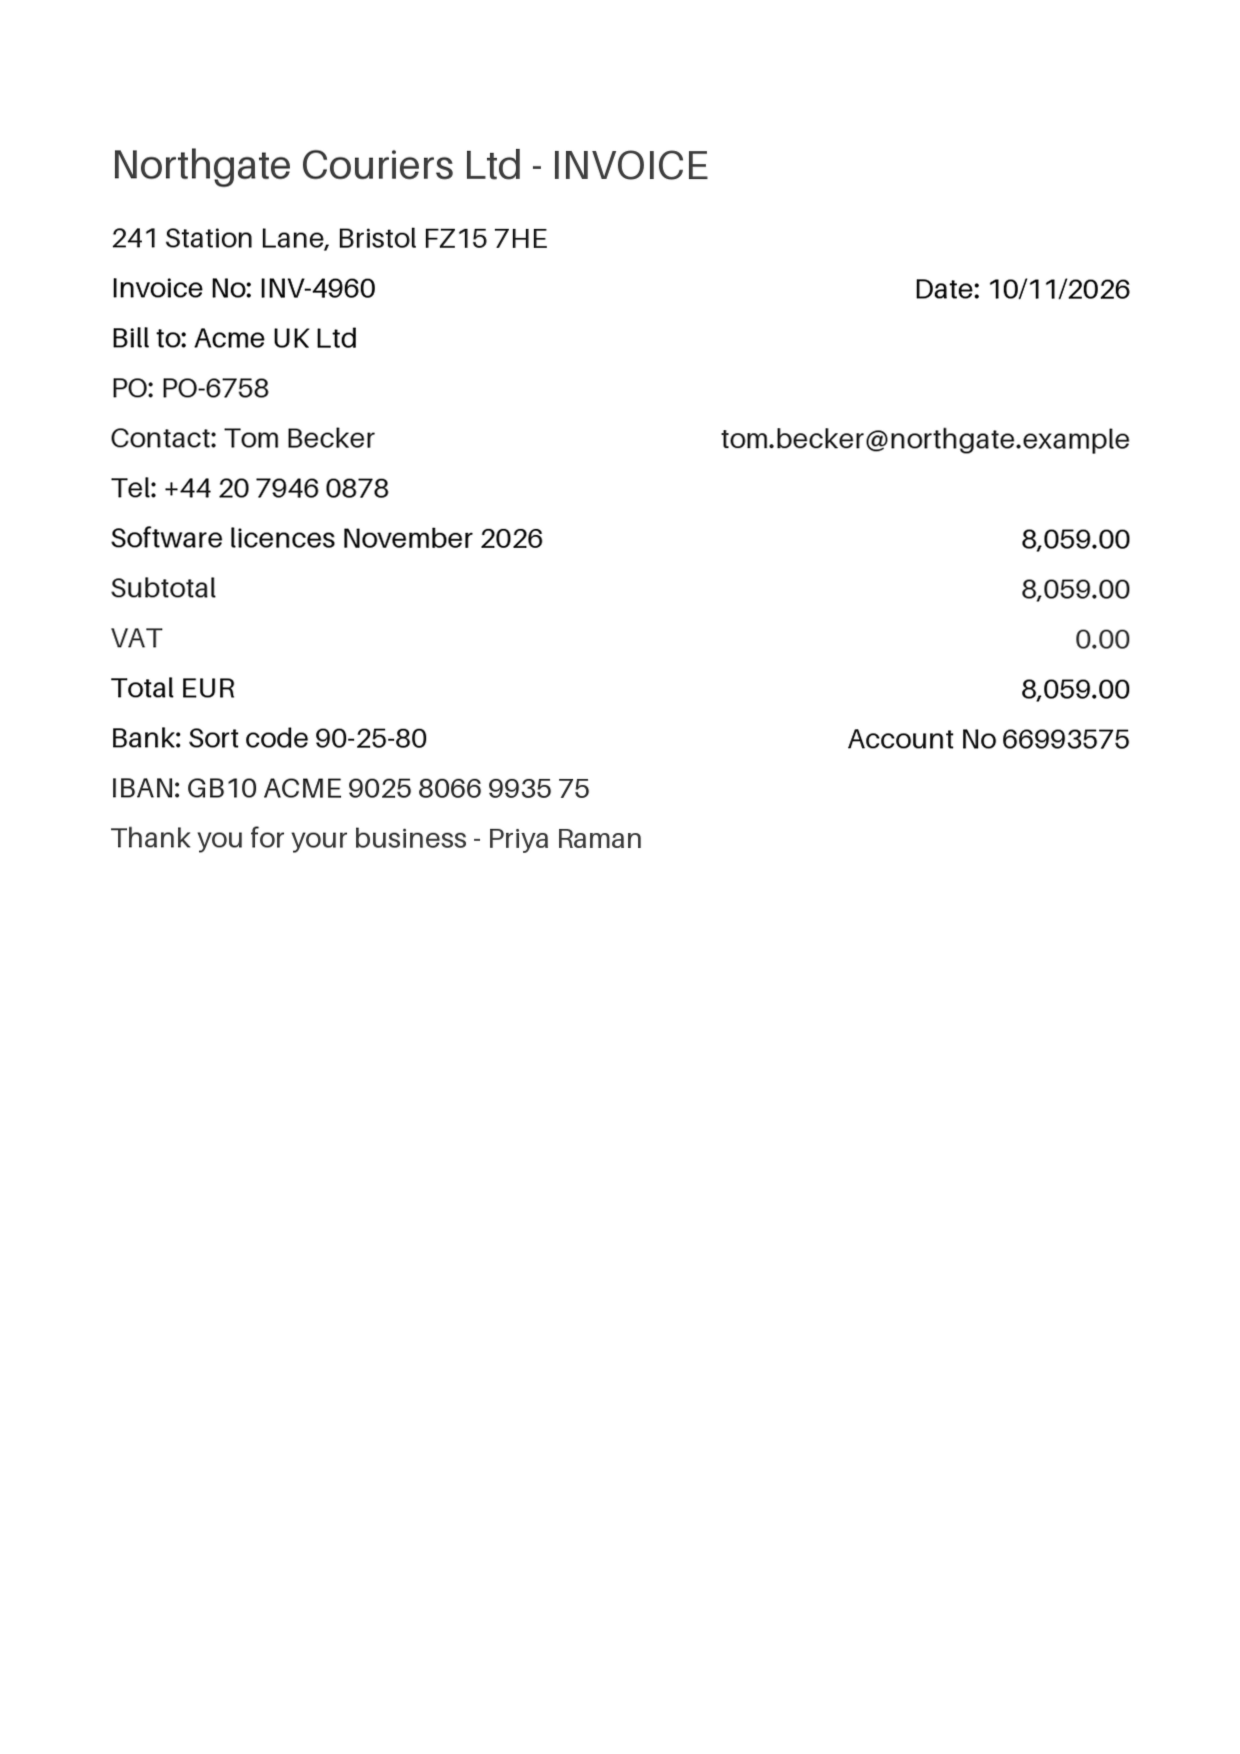 Northgate Couriers Ltd - INVOICE
241 Station Lane, Bristol FZ15 7HE
Invoice No: INV-4960 Date: 10/11/2026
Bill to: Acme UK Ltd
PO: PO-6758
Contact: Tom Becker tom.becker@northgate.example
Tel: +44 20 7946 0878
Software licences November 2026 8,059.00
Subtotal 8,059.00
VAT 0.00
Total EUR 8,059.00
Bank: Sort code 90-25-80 Account No 66993575
IBAN: GB10 ACME 9025 8066 9935 75
Thank you for your business - Priya Raman